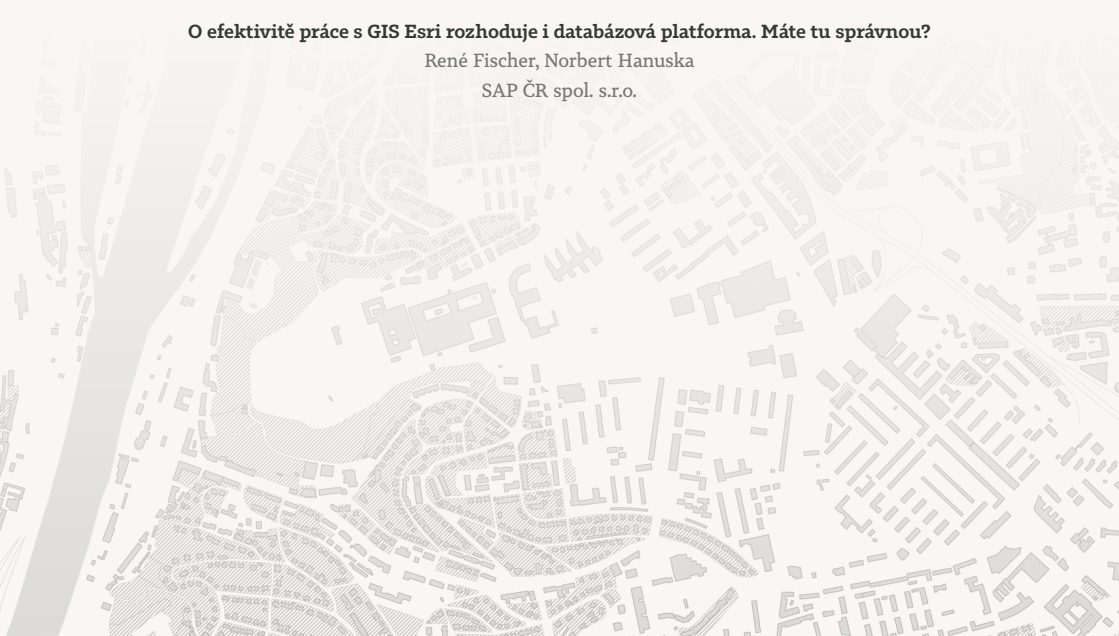 O efektivitě práce s GIS Esri rozhoduje i databázová platforma. Máte tu správnou?
René Fischer, Norbert Hanuska
SAP ČR spol. s.r.o.